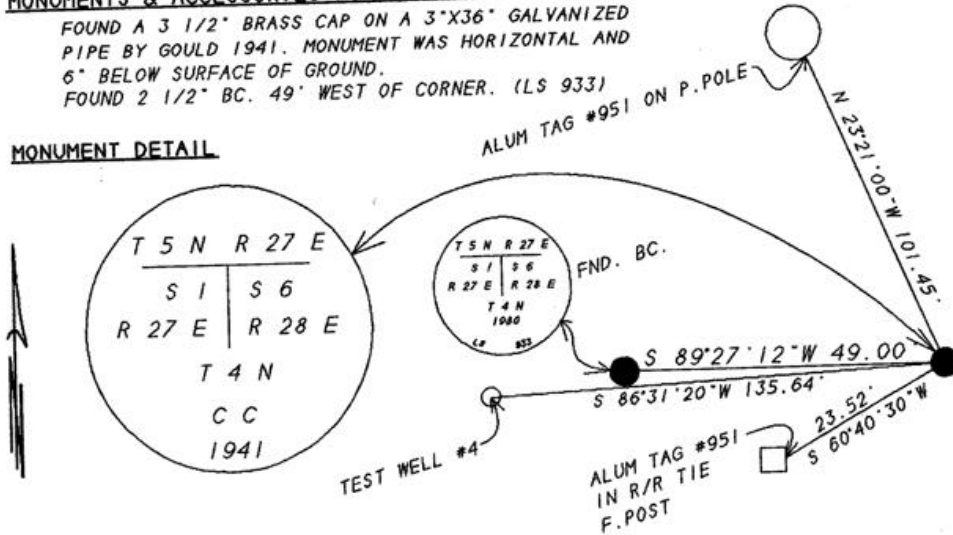 MONUMENTS &
FOUND A 3 1/2" BRASS CAP ON A 3"X36" GALVANIZED
PIPE BY GOULD 1941. MONUMENT WAS HORIZONTAL AND
6" BELOW SURFACE OF GROUND.
FOUND 2 1/2" BC. 49' WEST OF CORNER. (LS 933)
ALUM TAG #951 ON P.POLE
N 23°21'00"W 101.45'
MONUMENT DETAIL
T 5 N R 27 E
S 1 S 6
R 27 E R 28 E
T 4 N
C C
1941
T 5 N R 27 E
S 1 S 6
R 27 E R 28 E
T 4 N
1980
LS 933
FND. BC.
S 89°27'12"W 49.00
S 86°31'20"W 135.64'
23.52'
S 60°40'30"W
TEST WELL #4
ALUM TAG #951
IN R/R TIE
F.POST